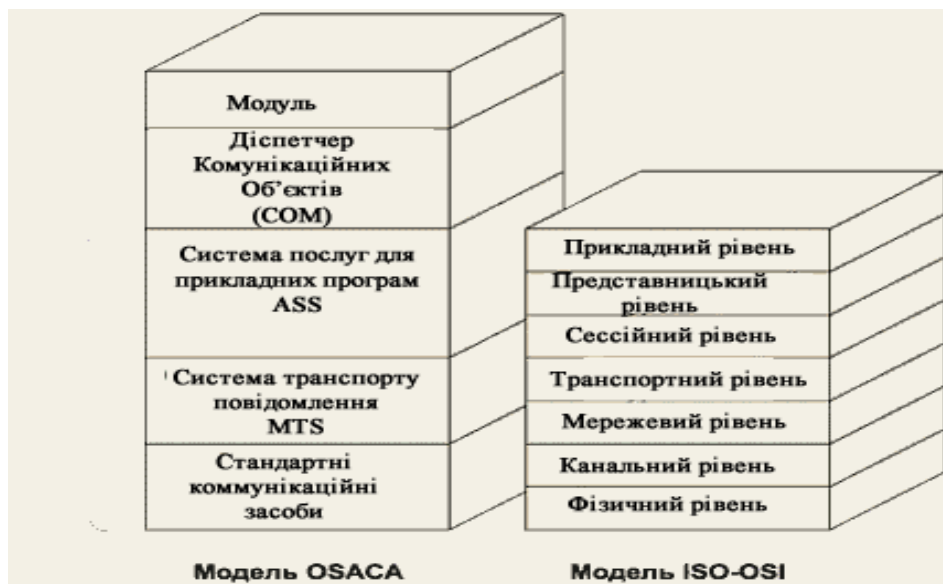 Модуль
Діспетчер
Комунікаційних
Об'єктів
(COM)
Система послуг для
прикладних програм
ASS
Система транспорту
повідомлення
MTS
Стандартні
коммунікаційні
засоби
Модель OSACA
Прикладний рівень
Представницький
рівень
Сессійний рівень
Транспортний рівень
Мережевий рівень
Канальний рівень
Фізичний рівень
Модель ISO-OSI